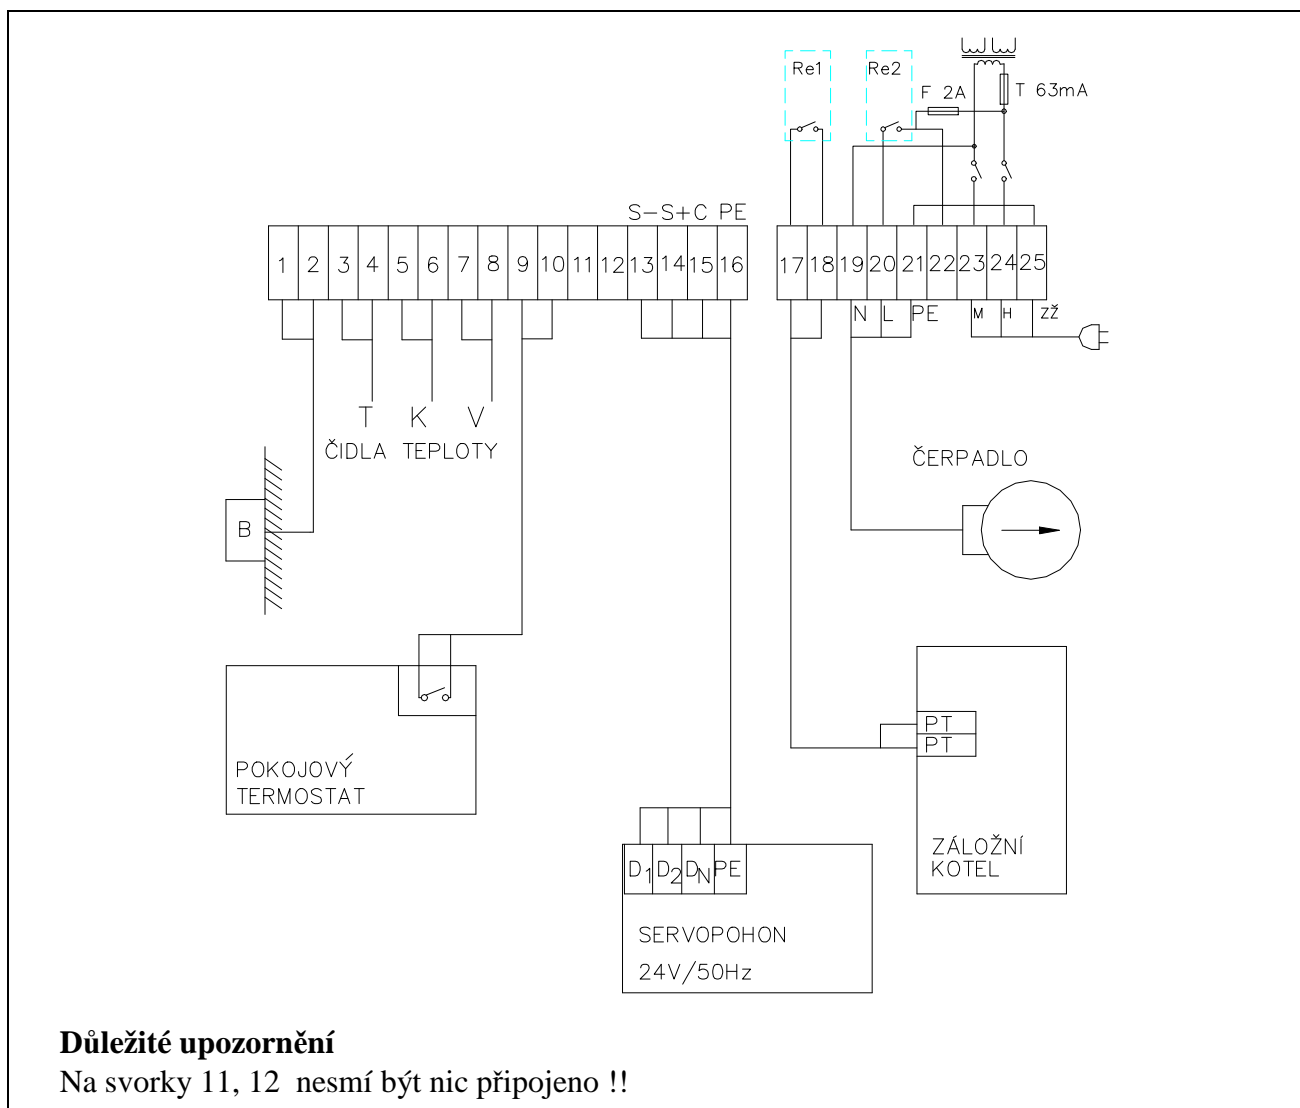 Re1 Re2
F 2A T 63mA
S- S+ C PE
1 2 3 4 5 6 7 8 9 10 11 12 13 14 15 16 17 18 19 20 21 22 23 24 25
N L PE M H ZŽ
T K V
ČIDLA TEPLOTY
ČERPADLO
B
PT
PT
POKOJOVÝ
TERMOSTAT
ZÁLOŽNÍ
KOTEL
D1 D2 DN PE
SERVOPOHON
24V/50Hz
Důležité upozornění
Na svorky 11, 12 nesmí být nic připojeno !!